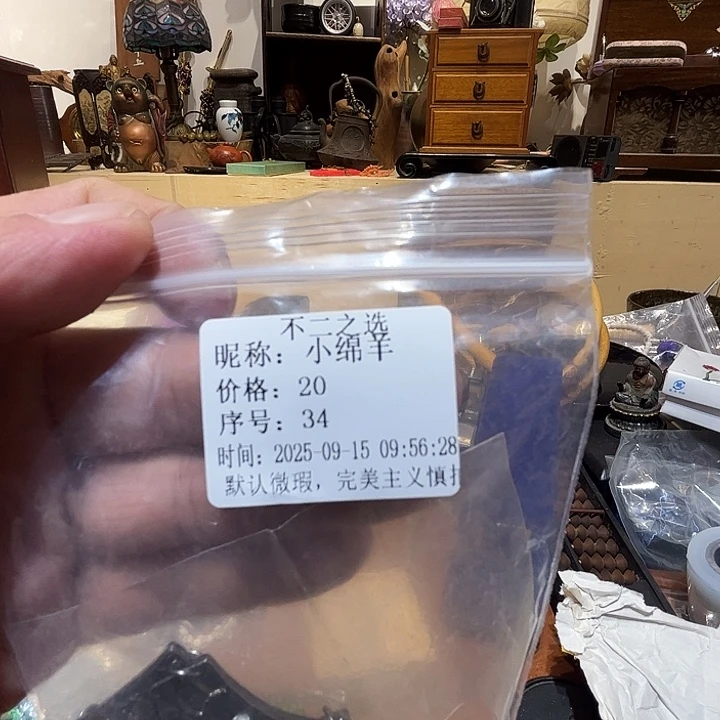 不二之选
昵称：小绵羊
价格：20
序号：34
时间：2025-09-15 09:56:28
默认微瑕，完美主义慎